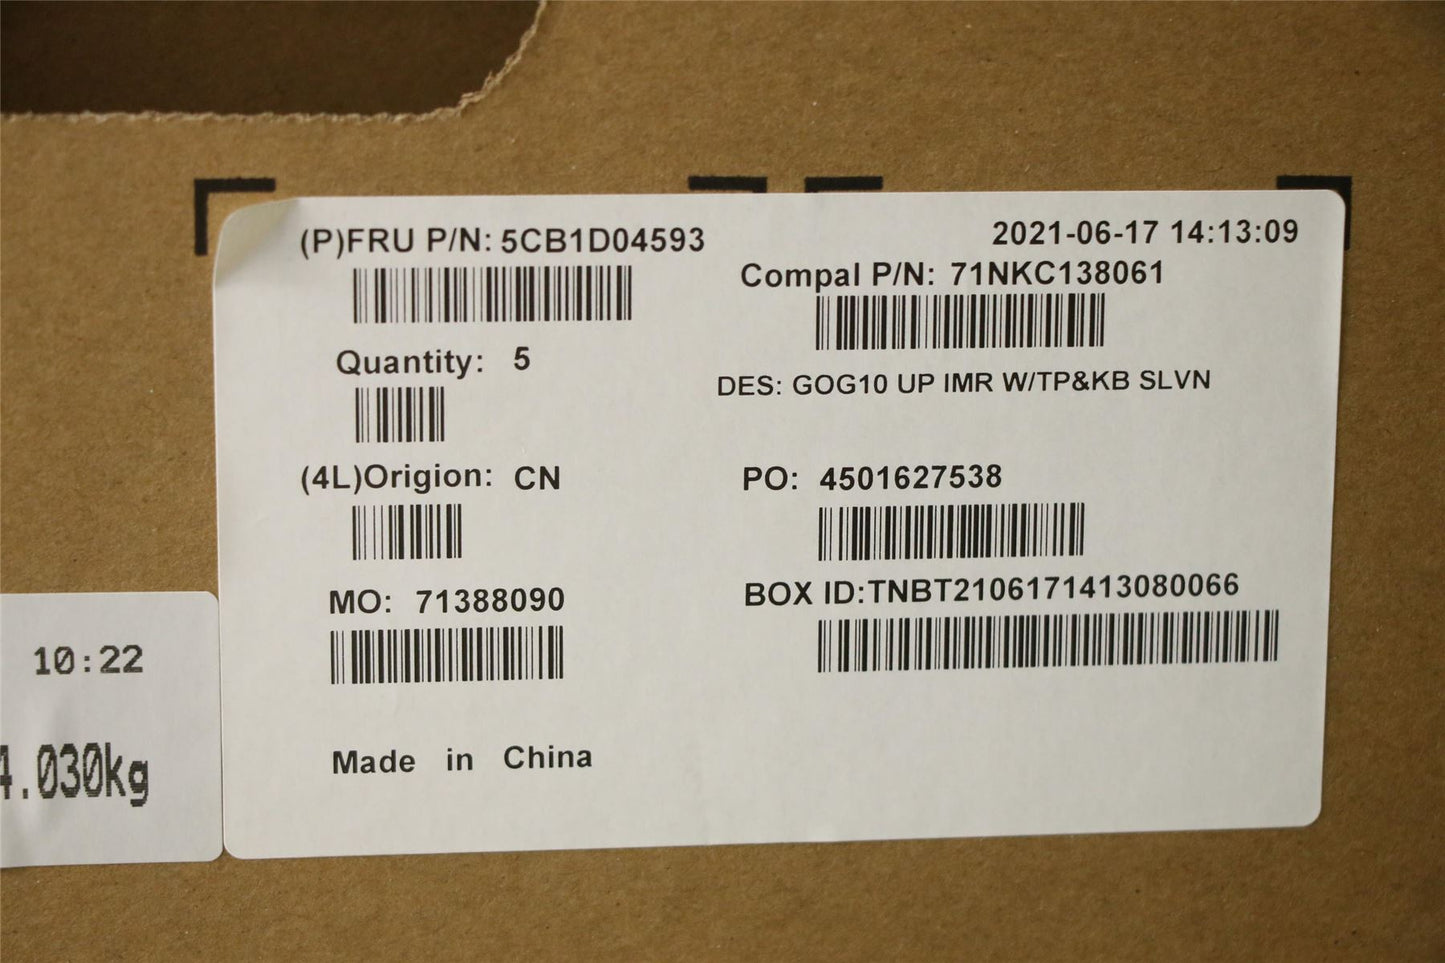 (P)FRU P/N: 5CB1D04593
2021-06-17 14:13:09
Compal P/N: 71NKC138061
Quantity: 5
DES: GOG10 UP IMR W/TP&KB SLVN
(4L)Origion: CN
PO: 4501627538
MO: 71388090
BOX ID:TNBT2106171413080066
Made in China
10:22
4.030kg